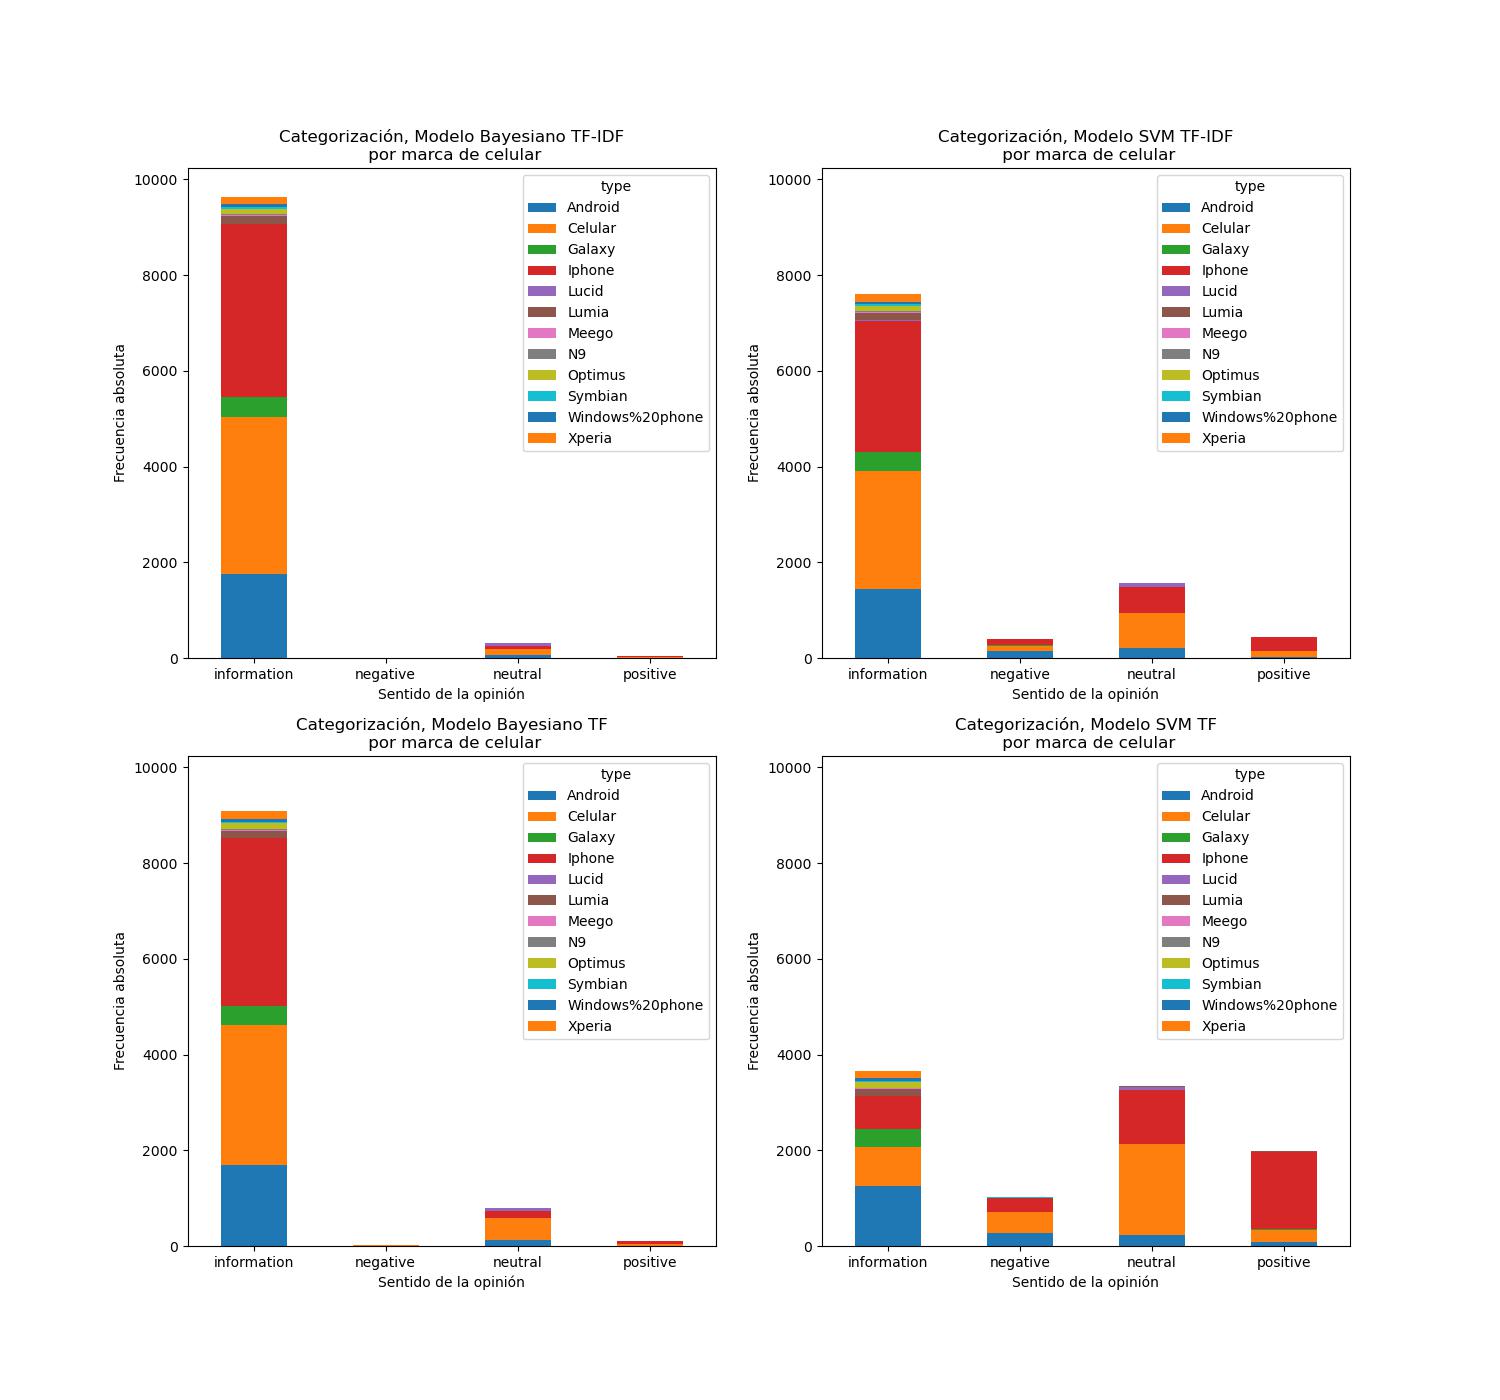 Categorización, Modelo Bayesiano TF-IDF
por marca de celular
10000
8000
6000
4000
2000
0
Frecuencia absoluta
type
Android
Celular
Galaxy
Iphone
Lucid
Lumia
Meego
N9
Optimus
Symbian
Windows%20phone
Xperia
information
negative
neutral
positive
Sentido de la opinión
Categorización, Modelo SVM TF-IDF
por marca de celular
10000
8000
6000
4000
2000
0
Frecuencia absoluta
type
Android
Celular
Galaxy
Iphone
Lucid
Lumia
Meego
N9
Optimus
Symbian
Windows%20phone
Xperia
information
negative
neutral
positive
Sentido de la opinión
Categorización, Modelo Bayesiano TF
por marca de celular
10000
8000
6000
4000
2000
0
Frecuencia absoluta
type
Android
Celular
Galaxy
Iphone
Lucid
Lumia
Meego
N9
Optimus
Symbian
Windows%20phone
Xperia
information
negative
neutral
positive
Sentido de la opinión
Categorización, Modelo SVM TF
por marca de celular
10000
8000
6000
4000
2000
0
Frecuencia absoluta
type
Android
Celular
Galaxy
Iphone
Lucid
Lumia
Meego
N9
Optimus
Symbian
Windows%20phone
Xperia
information
negative
neutral
positive
Sentido de la opinión